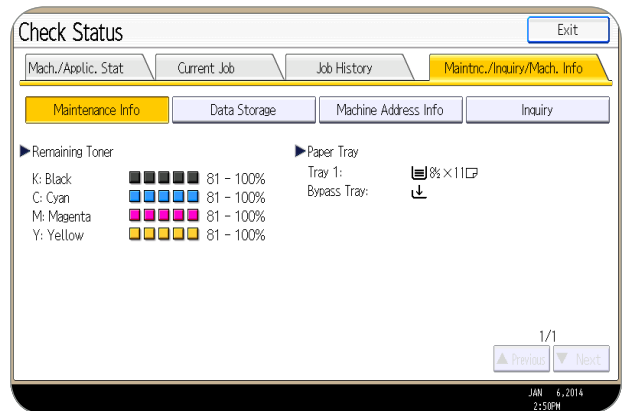 Check Status
Exit
Mach./Applic. Stat
Current Job
Job History
Maintnc./Inquiry/Mach. Info
Maintenance Info
Data Storage
Machine Address Info
Inquiry
▶Remaining Toner
K: Black 81 - 100%
C: Cyan 81 - 100%
M: Magenta 81 - 100%
Y: Yellow 81 - 100%
▶Paper Tray
Tray 1: 8½×11
Bypass Tray:
1/1
▲ Previous
▼ Next
JAN 6,2014
2:50PM